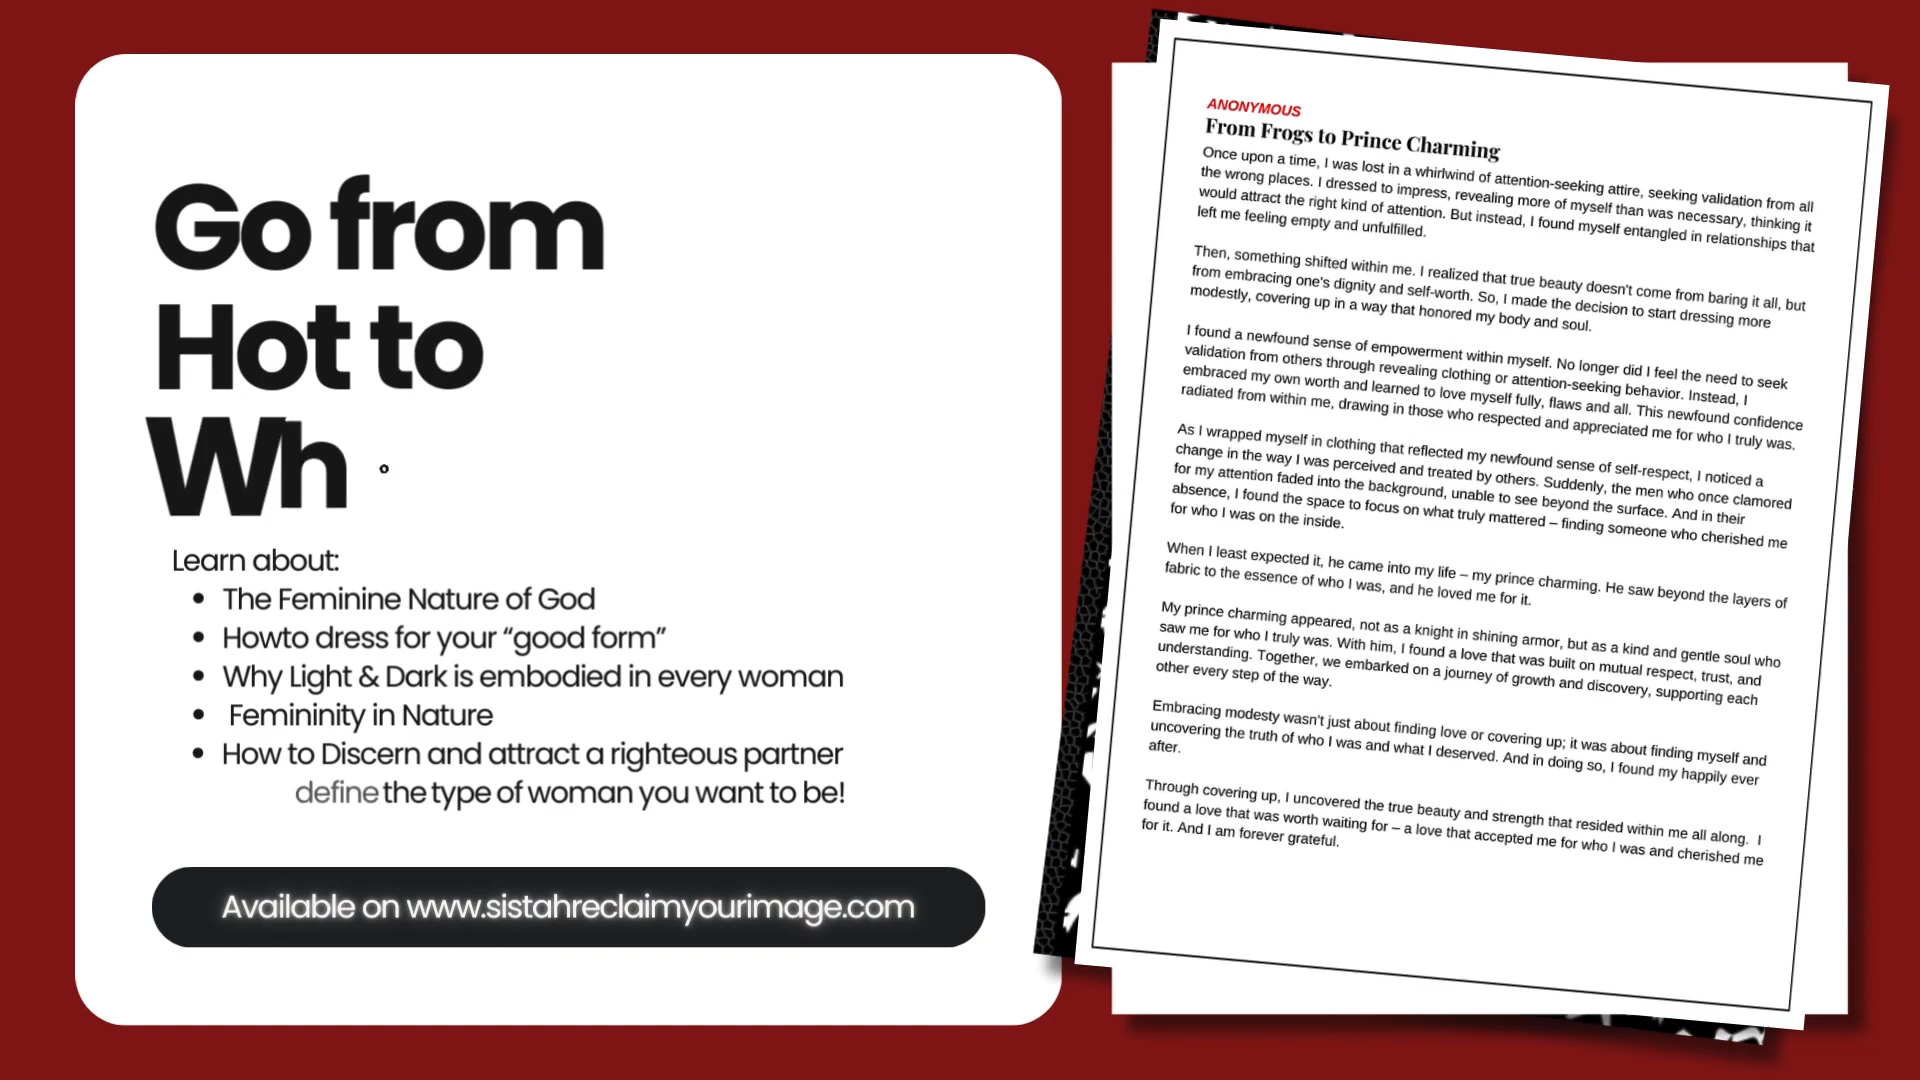 Go from
Hot to
Wh
Learn about:
• The Feminine Nature of God
• Howto dress for your “good form”
• Why Light & Dark is embodied in every woman
• Femininity in Nature
• How to Discern and attract a righteous partner
define the type of woman you want to be!
Available on www.sistahreclaimyourimage.com
ANONYMOUS
From Frogs to Prince Charming
Once upon a time, I was lost in a whirlwind of attention-seeking attire, seeking validation from all
the wrong places. I dressed to impress, revealing more of myself than was necessary, thinking it
would attract the right kind of attention. But instead, I found myself entangled in relationships that
left me feeling empty and unfulfilled.
Then, something shifted within me. I realized that true beauty doesn't come from baring it all, but
from embracing one's dignity and self-worth. So, I made the decision to start dressing more
modestly, covering up in a way that honored my body and soul.
I found a newfound sense of empowerment within myself. No longer did I feel the need to seek
validation from others through revealing clothing or attention-seeking behavior. Instead, I
embraced my own worth and learned to love myself fully, flaws and all. This newfound confidence
radiated from within me, drawing in those who respected and appreciated me for who I truly was.
As I wrapped myself in clothing that reflected my newfound sense of self-respect, I noticed a
change in the way I was perceived and treated by others. Suddenly, the men who once clamored
for my attention faded into the background, unable to see beyond the surface. And in their
absence, I found the space to focus on what truly mattered – finding someone who cherished me
for who I was on the inside.
When I least expected it, he came into my life – my prince charming. He saw beyond the layers of
fabric to the essence of who I was, and he loved me for it.
My prince charming appeared, not as a knight in shining armor, but as a kind and gentle soul who
saw me for who I truly was. With him, I found a love that was built on mutual respect, trust, and
understanding. Together, we embarked on a journey of growth and discovery, supporting each
other every step of the way.
Embracing modesty wasn't just about finding love or covering up; it was about finding myself and
uncovering the truth of who I was and what I deserved. And in doing so, I found my happily ever
after.
Through covering up, I uncovered the true beauty and strength that resided within me all along. I
found a love that was worth waiting for – a love that accepted me for who I was and cherished me
for it. And I am forever grateful.